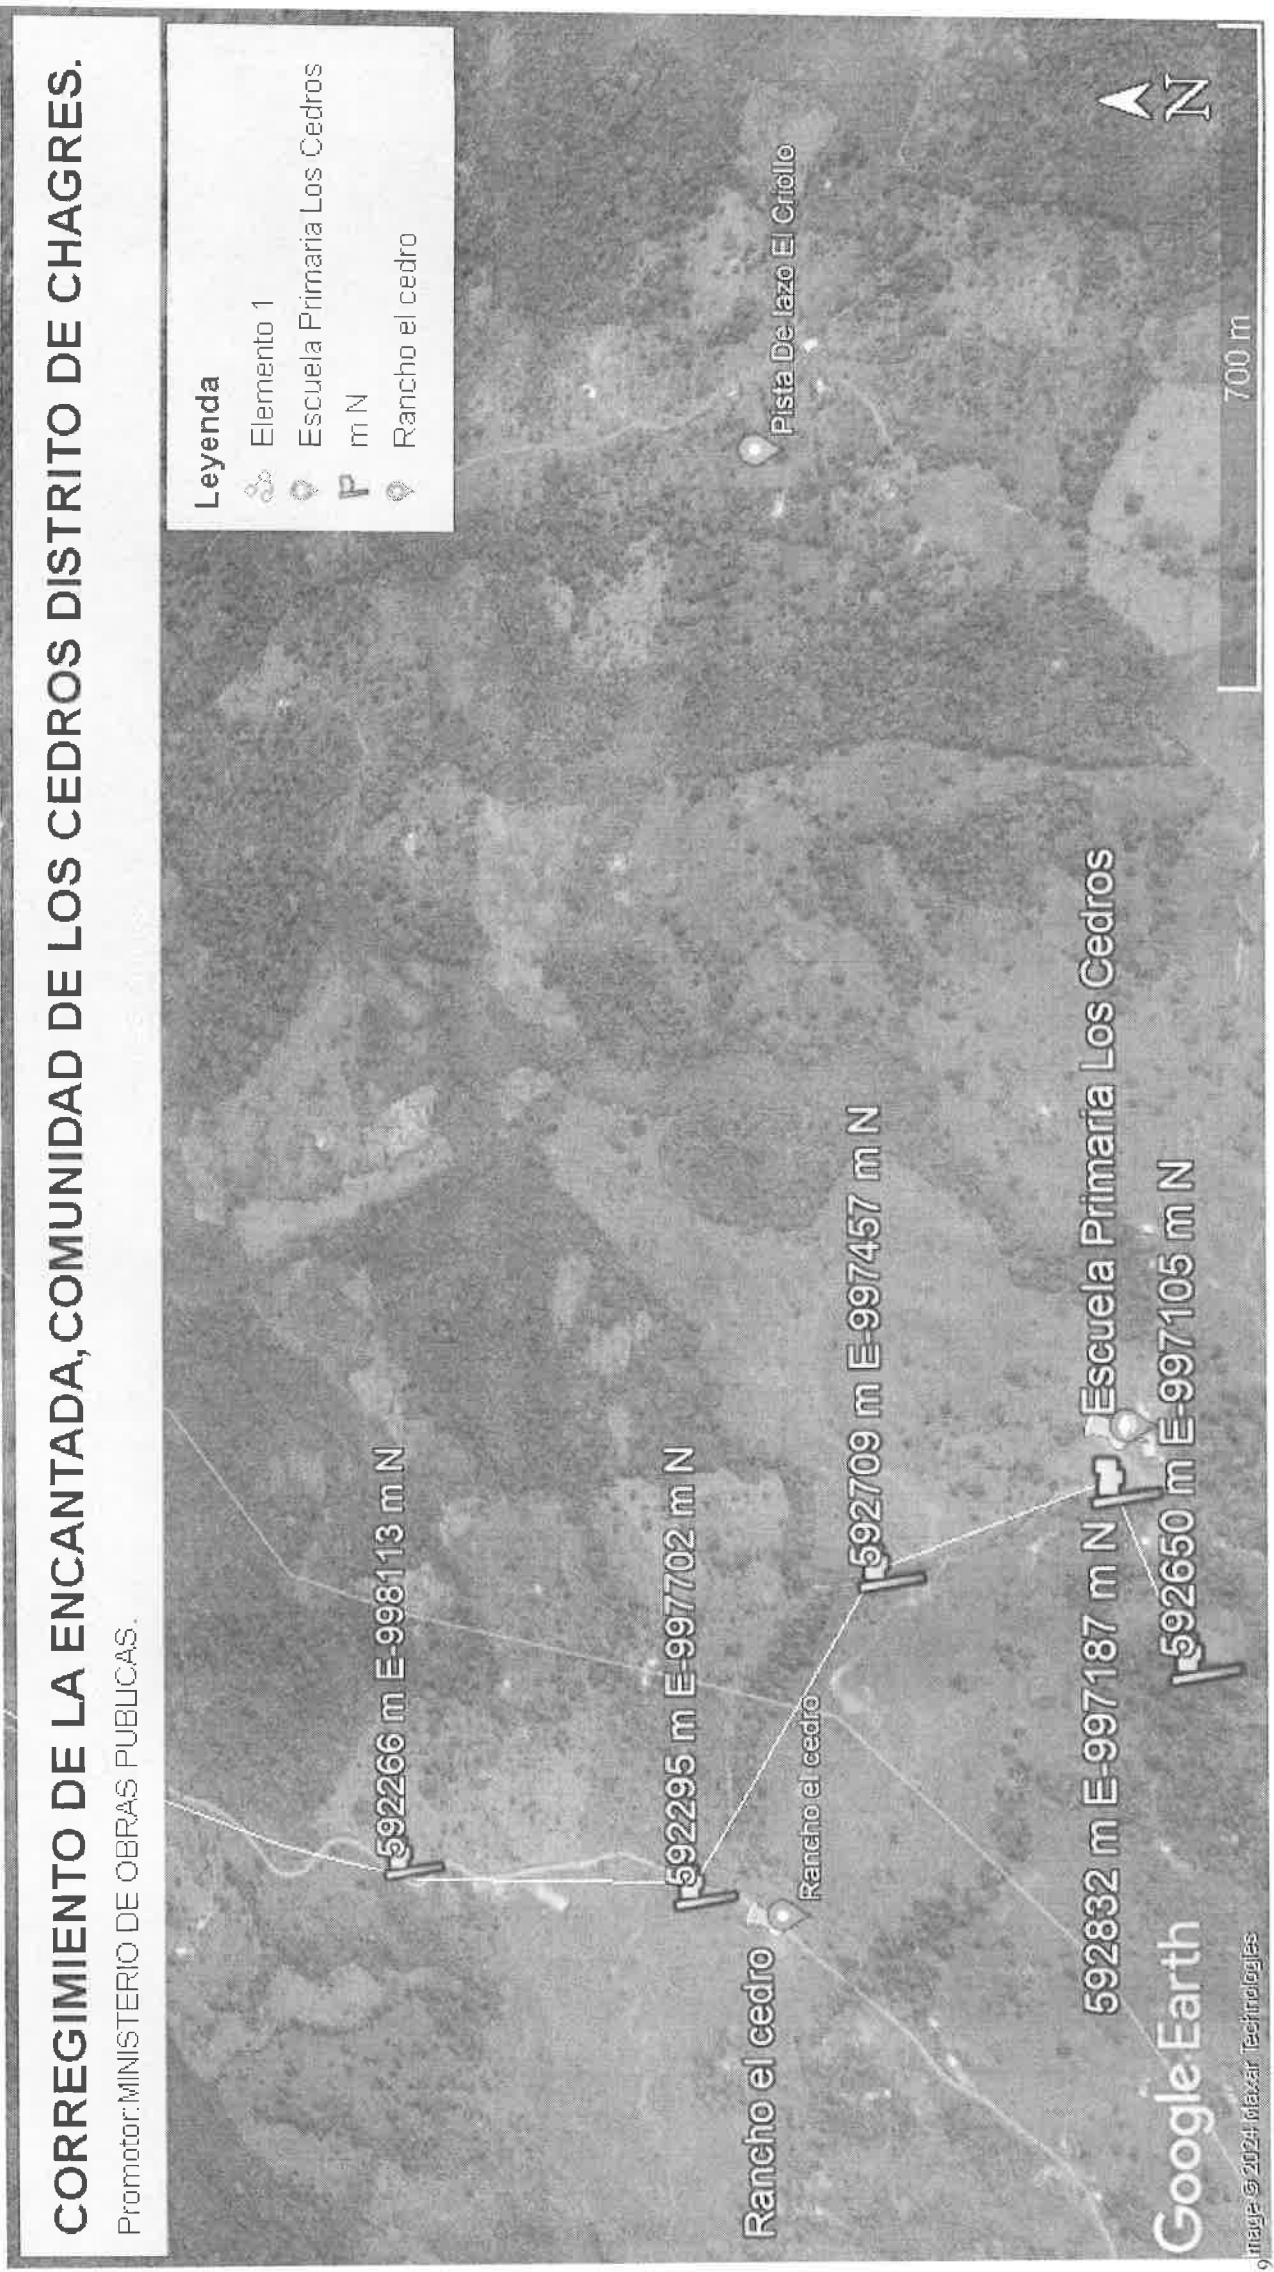 CORREGIMIENTO DE LA ENCANTADA,COMUNIDAD DE LOS CEDROS DISTRITO DE CHAGRES.
Promotor:MINISTERIO DE OBRAS PUBLICAS.
Leyenda
Elemento 1
Escuela Primaria Los Cedros
m N
Rancho el cedro
592266 m E-998113 m N
592295 m E-997702 m N
Rancho el cedro
Rancho el cedro
Pista De lazo El Criollo
592709 m E-997457 m N
592832 m E-997187 m N
Escuela Primaria Los Cedros
592650 m E-997105 m N
Google Earth
Image © 2024 Maxar Technologies
N
700 m